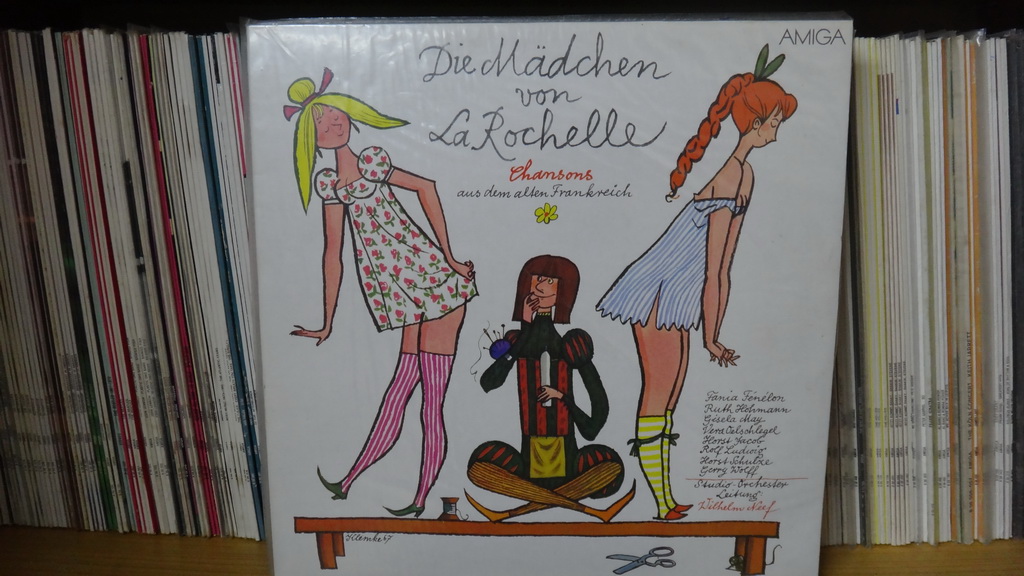 AMIGA
Die Mädchen
von
La Rochelle
Chansons
aus dem alten Frankreich
Fania Fénelon
Ruth Hohmann
Gisela May
Vera Oelschlegel
Horst Jacob
Rolf Ludwig
Horst Schulze
Gerry Wolff
Studio-Orchester
Leitung
Wilhelm Neef
Klemke